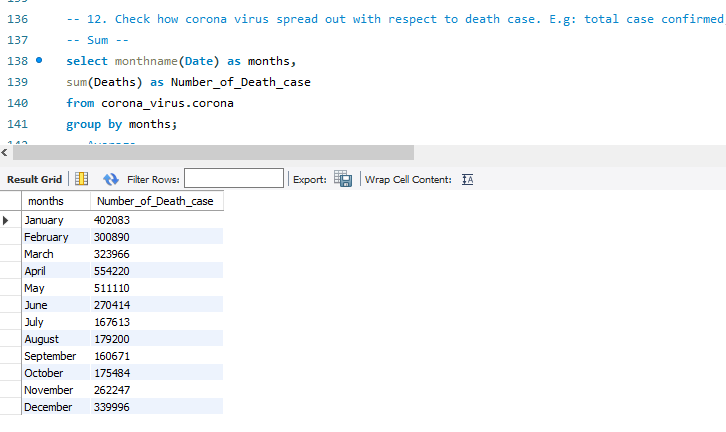 136 -- 12. Check how corona virus spread out with respect to death case. E.g: total case confirmed
137 -- Sum --
138 select monthname(Date) as months,
139 sum(Deaths) as Number_of_Death_case
140 from corona_virus.corona
141 group by months;
Result Grid Filter Rows: Export: Wrap Cell Content:
months Number_of_Death_case
January 402083
February 300890
March 323966
April 554220
May 511110
June 270414
July 167613
August 179200
September 160671
October 175484
November 262247
December 339996